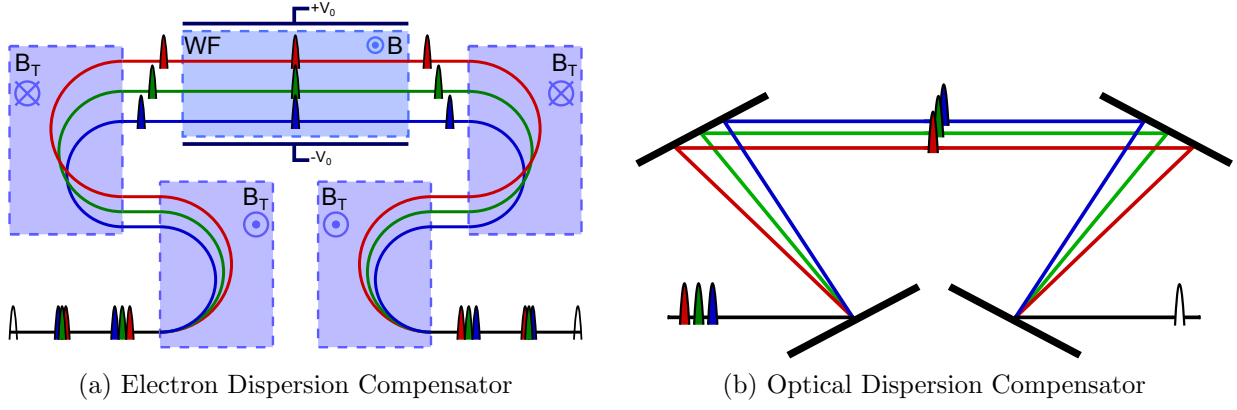 +V₀
WF
B
B_T
B_T
-V₀
B_T
B_T
(a) Electron Dispersion Compensator
(b) Optical Dispersion Compensator